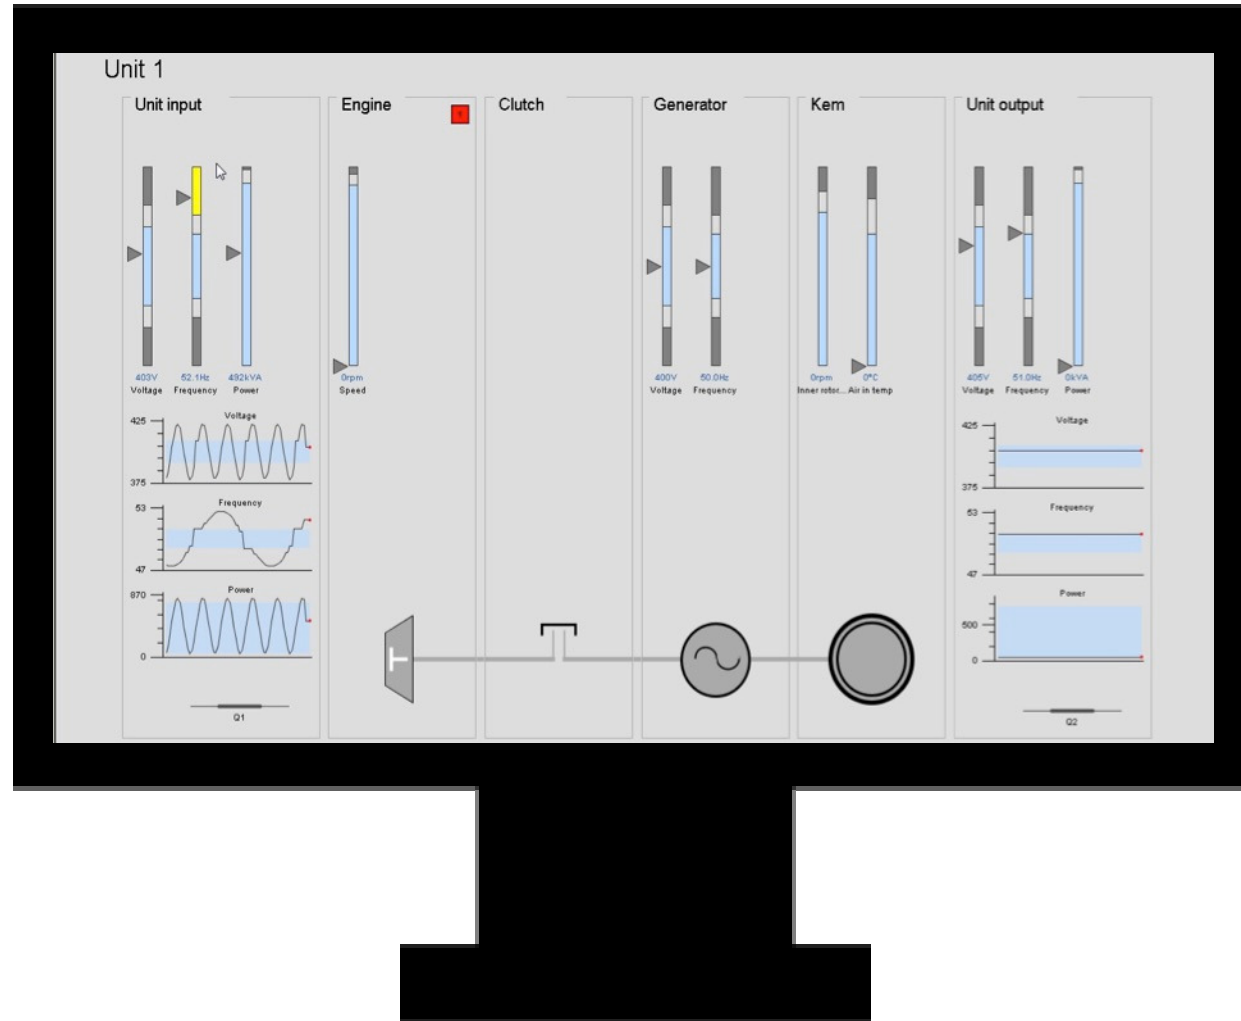 Unit 1
Unit input
Engine
Clutch
Generator
Kem
Unit output
403V
52.1Hz
492kVA
Voltage
Frequency
Power
0rpm
Speed
400V
50.0Hz
Voltage
Frequency
0rpm
0°C
Inner rotor...
Air in temp
405V
51.0Hz
0kVA
Voltage
Frequency
Power
Voltage
425
375
Frequency
53
47
Power
870
0
Q1
Voltage
425
375
Frequency
53
47
Power
500
0
Q2